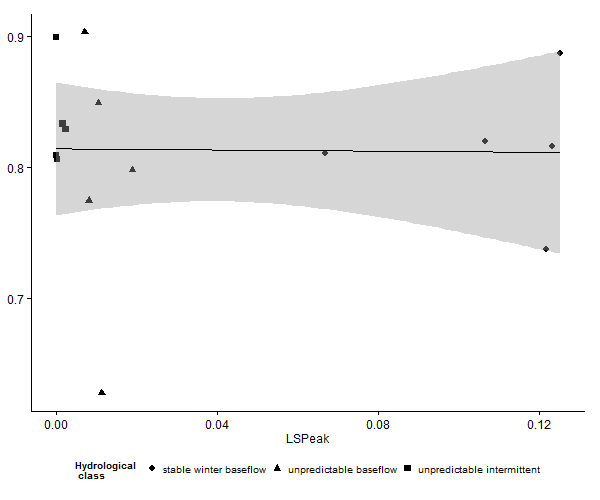 0.9
0.8
0.7
0.00 0.04 0.08 0.12
LSPeak
Hydrological
class
stable winter baseflow unpredictable baseflow unpredictable intermittent